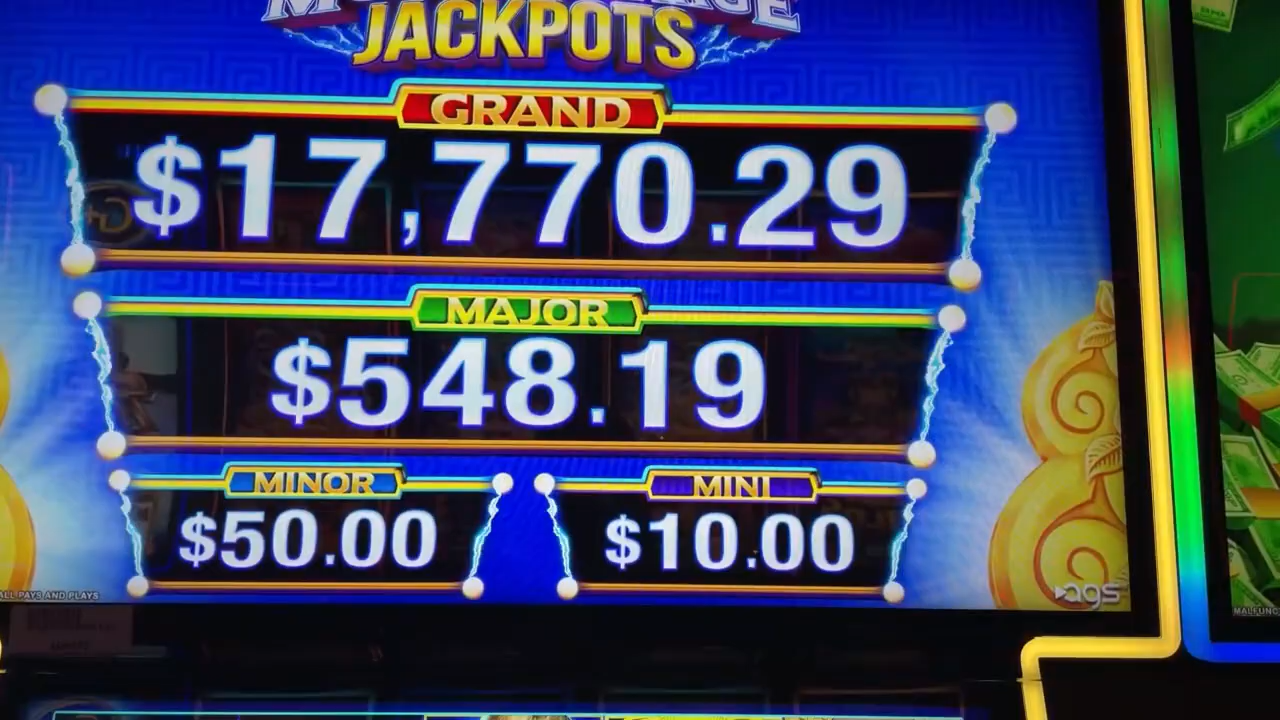 JACKPOTS
GRAND
$17,770.29
MAJOR
$548.19
MINOR
MINI
$50.00
$10.00
ALL PAYS AND PLAYS
ags
MALFUNC